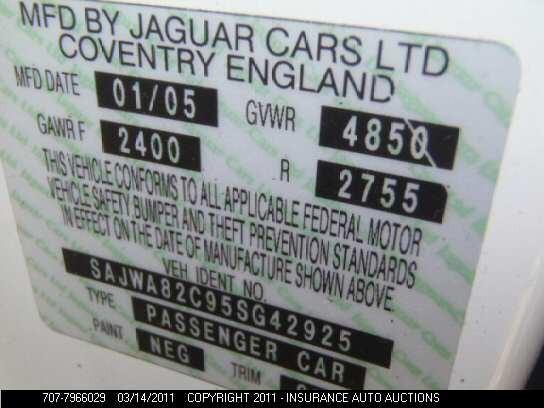 MFD BY JAGUAR CARS LTD
COVENTRY ENGLAND
MFD DATE 01/05 GVWR 4850
GAWR F 2400 R 2755
THIS VEHICLE CONFORMS TO ALL APPLICABLE FEDERAL MOTOR
VEHICLE SAFETY BUMPER AND THEFT PREVENTION STANDARDS
IN EFFECT ON THE DATE OF MANUFACTURE SHOWN ABOVE.
VEH IDENT NO.
SAJWA82C95SG42925
TYPE PASSENGER CAR
PAINT NEG TRIM
707-7966029 03/14/2011 COPYRIGHT 2011 - INSURANCE AUTO AUCTIONS